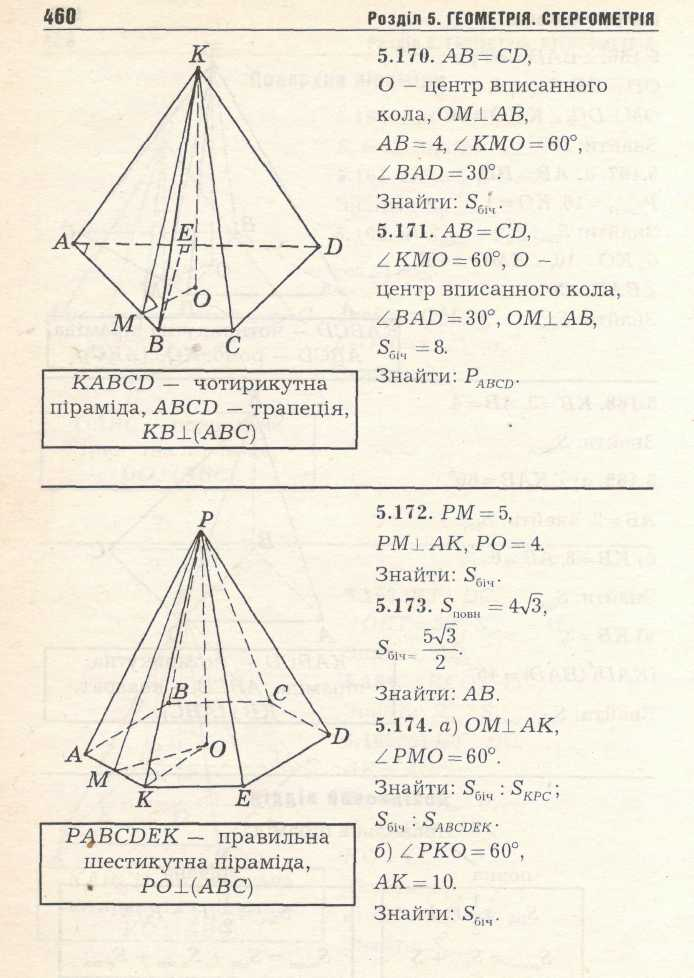 460
Розділ 5. ГЕОМЕТРІЯ. СТЕРЕОМЕТРІЯ
K
A
E
D
O
M
B
C
KABCD — чотирикутна
піраміда, ABCD — трапеція,
KB⊥(ABC)
5.170. AB = CD,
O — центр вписанного
кола, OM⊥AB,
AB = 4, ∠KMO = 60°,
∠BAD = 30°.
Знайти: Sбіч.
5.171. AB = CD,
∠KMO = 60°, O —
центр вписанного кола,
∠BAD = 30°, OM⊥AB,
Sбіч = 8.
Знайти: PABCD.
P
B
C
A
O
D
M
K
E
PABCDEK — правильна
шестикутна піраміда,
PO⊥(ABC)
5.172. PM = 5,
PM⊥AK, PO = 4.
Знайти: Sбіч.
5.173. Sповн = 4√3,
Sбіч= 5√3/2.
Знайти: AB.
5.174. а) OM⊥AK,
∠PMO = 60°.
Знайти: Sбіч : SKPC;
Sбіч : SABCDEK.
б) ∠PKO = 60°,
AK = 10.
Знайти: Sбіч.